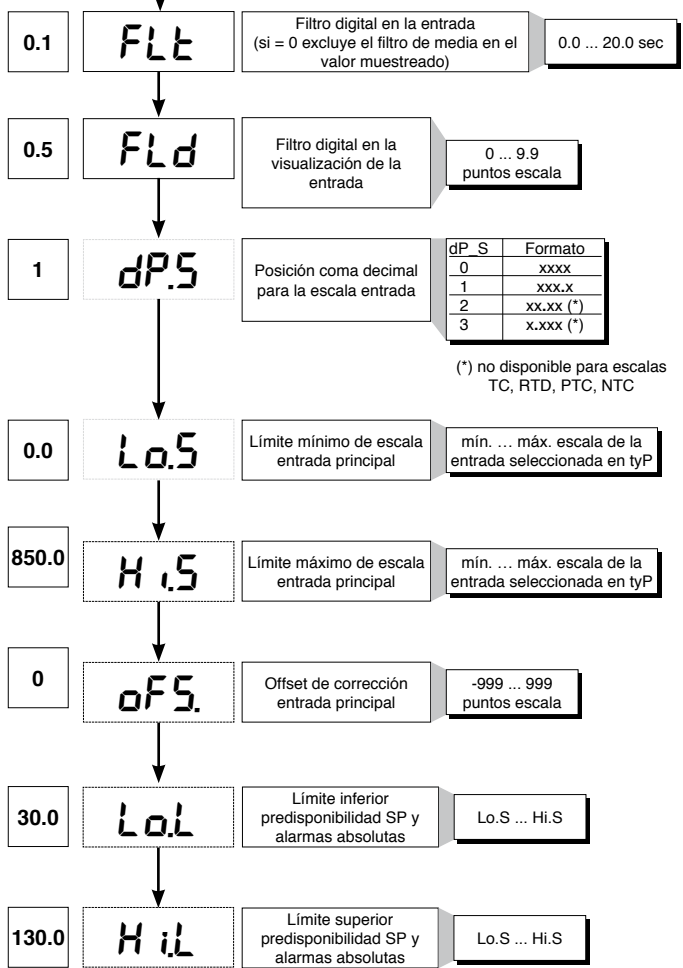 0.1
FLt
Filtro digital en la entrada
(si = 0 excluye el filtro de media en el
valor muestreado)
0.0 ... 20.0 sec
0.5
FLd
Filtro digital en la
visualización de la
entrada
0 ... 9.9
puntos escala
1
dP.S
Posición coma decimal
para la escala entrada
dP_S Formato
0 xxxx
1 xxx.x
2 xx.xx (*)
3 x.xxx (*)
(*) no disponible para escalas
TC, RTD, PTC, NTC
0.0
Lo.S
Límite mínimo de escala
entrada principal
mín. … máx. escala de la
entrada seleccionada en tyP
850.0
Hi.S
Límite máximo de escala
entrada principal
mín. … máx. escala de la
entrada seleccionada en tyP
0
oFS.
Offset de corrección
entrada principal
-999 ... 999
puntos escala
30.0
Lo.L
Límite inferior
predisponibilidad SP y
alarmas absolutas
Lo.S ... Hi.S
130.0
Hi.L
Límite superior
predisponibilidad SP y
alarmas absolutas
Lo.S ... Hi.S